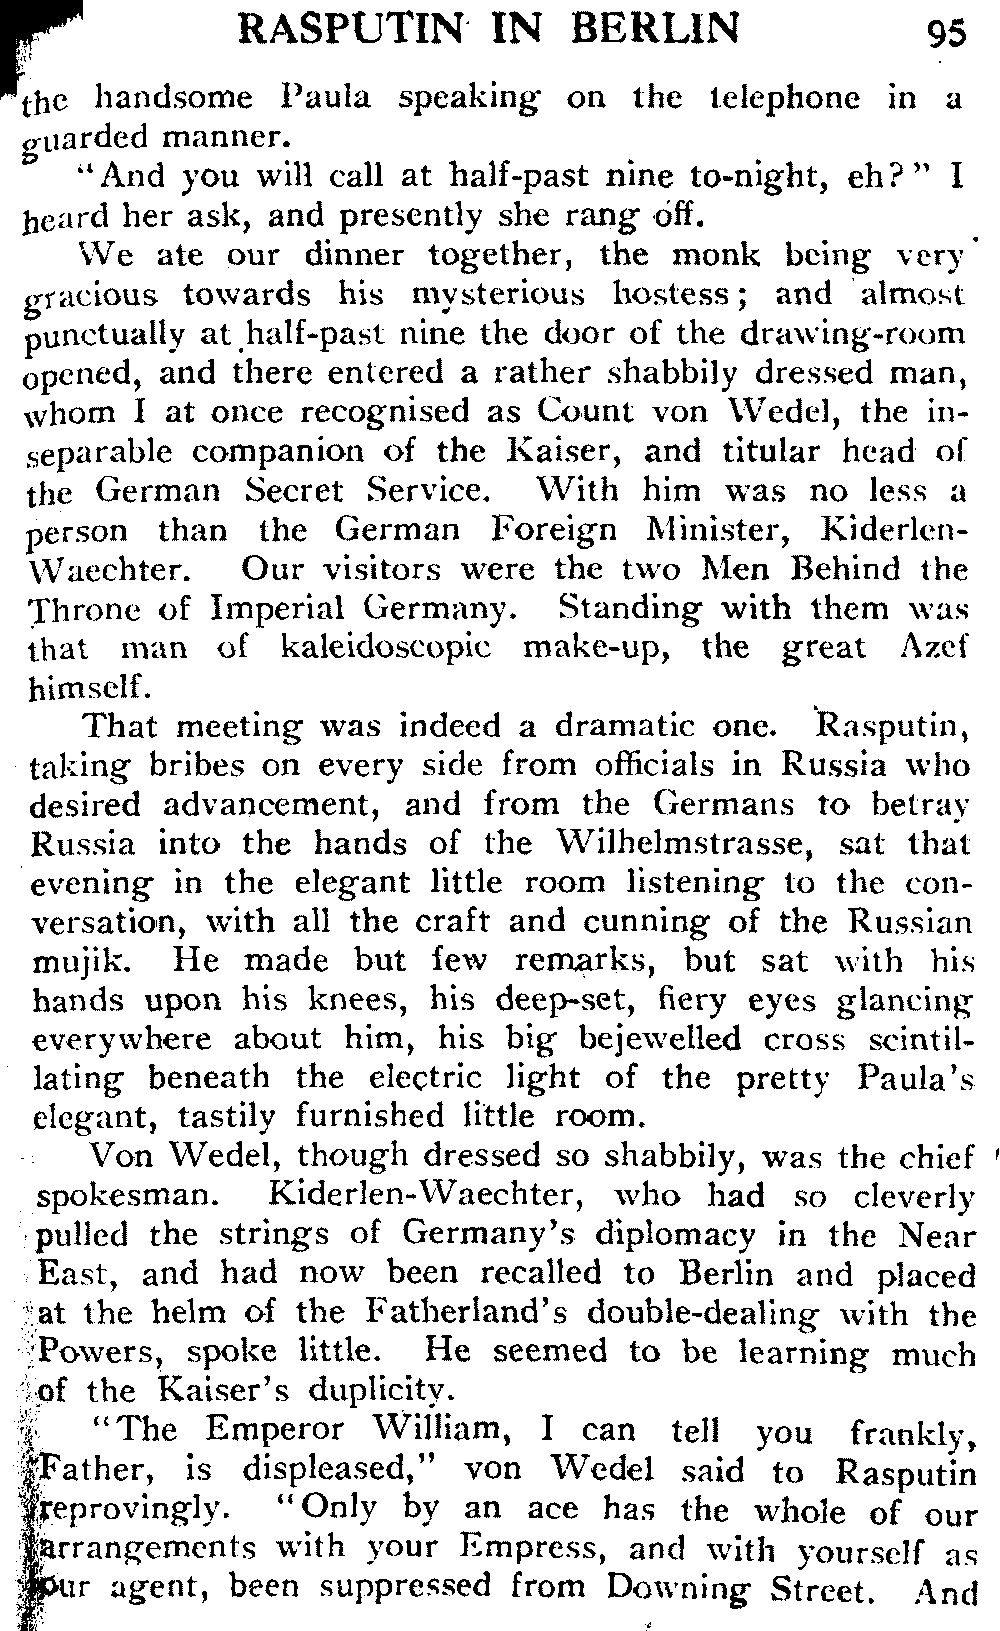 RASPUTIN IN BERLIN 95
the handsome Paula speaking on the telephone in a
guarded manner.
"And you will call at half-past nine to-night, eh?" I
heard her ask, and presently she rang off.
We ate our dinner together, the monk being very
gracious towards his mysterious hostess; and almost
punctually at half-past nine the door of the drawing-room
opened, and there entered a rather shabbily dressed man,
whom I at once recognised as Count von Wedel, the in-
separable companion of the Kaiser, and titular head of
the German Secret Service. With him was no less a
person than the German Foreign Minister, Kiderlen-
Waechter. Our visitors were the two Men Behind the
Throne of Imperial Germany. Standing with them was
that man of kaleidoscopic make-up, the great Azef
himself.
That meeting was indeed a dramatic one. Rasputin,
taking bribes on every side from officials in Russia who
desired advancement, and from the Germans to betray
Russia into the hands of the Wilhelmstrasse, sat that
evening in the elegant little room listening to the con-
versation, with all the craft and cunning of the Russian
mujik. He made but few remarks, but sat with his
hands upon his knees, his deep-set, fiery eyes glancing
everywhere about him, his big bejewelled cross scintil-
lating beneath the electric light of the pretty Paula's
elegant, tastily furnished little room.
Von Wedel, though dressed so shabbily, was the chief
spokesman. Kiderlen-Waechter, who had so cleverly
pulled the strings of Germany's diplomacy in the Near
East, and had now been recalled to Berlin and placed
at the helm of the Fatherland's double-dealing with the
Powers, spoke little. He seemed to be learning much
of the Kaiser's duplicity.
"The Emperor William, I can tell you frankly,
Father, is displeased," von Wedel said to Rasputin
reprovingly. "Only by an ace has the whole of our
arrangements with your Empress, and with yourself as
our agent, been suppressed from Downing Street. And